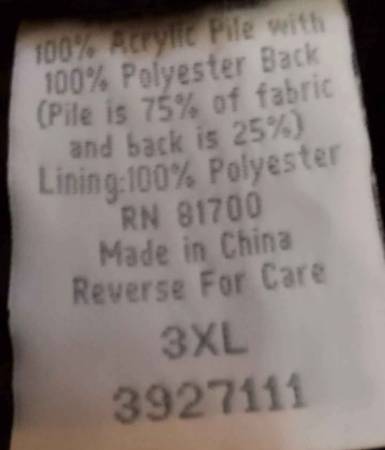 100% Acrylic Pile with
100% Polyester Back
(Pile is 75% of fabric
and back is 25%)
Lining:100% Polyester
RN 81700
Made in China
Reverse For Care
3XL
3927111